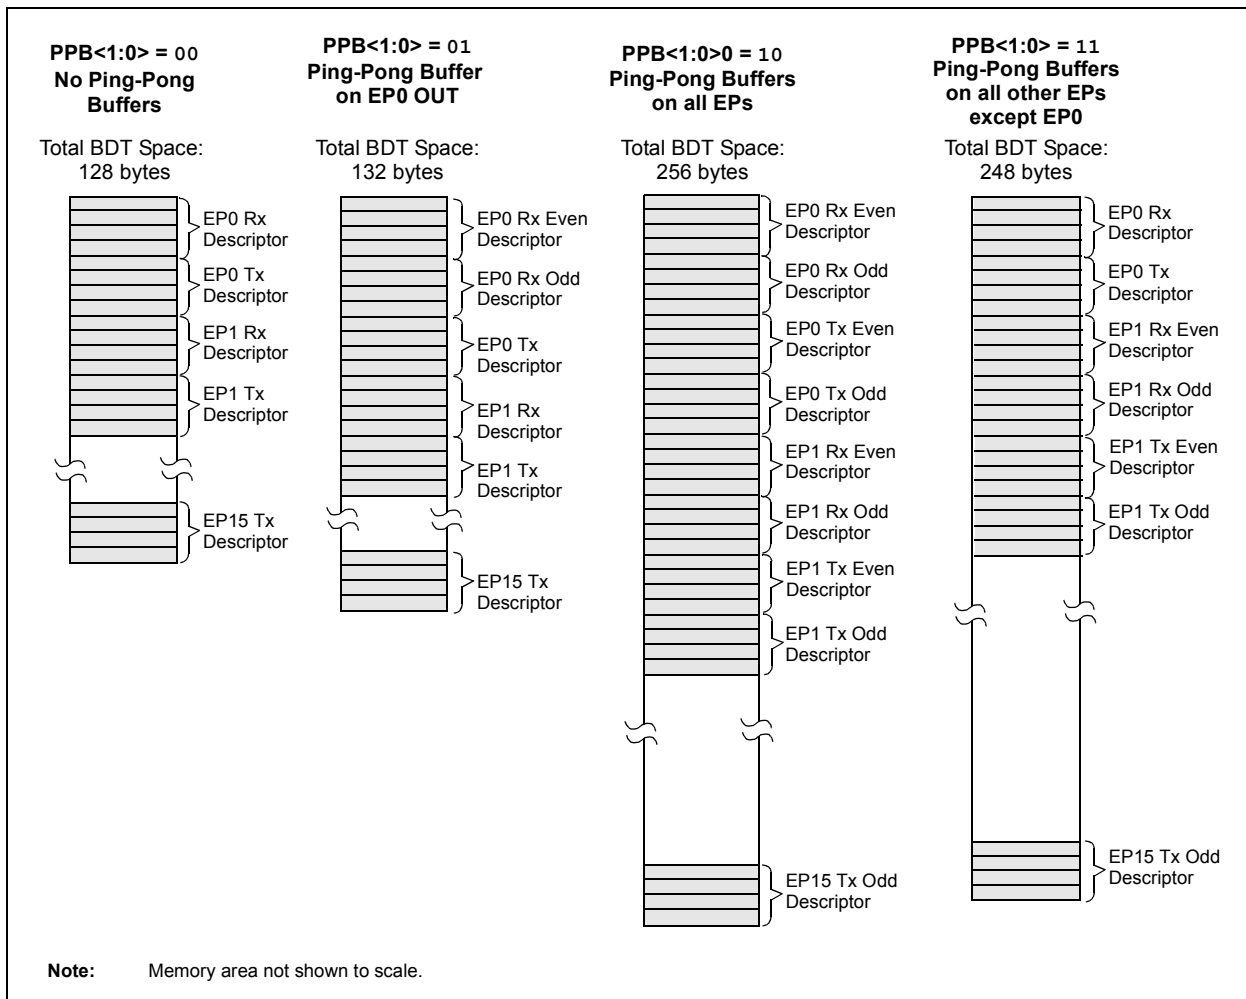 PPB<1:0> = 00
No Ping-Pong
Buffers
Total BDT Space:
128 bytes
EP0 Rx
Descriptor
EP0 Tx
Descriptor
EP1 Rx
Descriptor
EP1 Tx
Descriptor
EP15 Tx
Descriptor
PPB<1:0> = 01
Ping-Pong Buffer
on EP0 OUT
Total BDT Space:
132 bytes
EP0 Rx Even
Descriptor
EP0 Rx Odd
Descriptor
EP0 Tx
Descriptor
EP1 Rx
Descriptor
EP1 Tx
Descriptor
EP15 Tx
Descriptor
PPB<1:0>0 = 10
Ping-Pong Buffers
on all EPs
Total BDT Space:
256 bytes
EP0 Rx Even
Descriptor
EP0 Rx Odd
Descriptor
EP0 Tx Even
Descriptor
EP0 Tx Odd
Descriptor
EP1 Rx Even
Descriptor
EP1 Rx Odd
Descriptor
EP1 Tx Even
Descriptor
EP1 Tx Odd
Descriptor
EP15 Tx Odd
Descriptor
PPB<1:0> = 11
Ping-Pong Buffers
on all other EPs
except EP0
Total BDT Space:
248 bytes
EP0 Rx
Descriptor
EP0 Tx
Descriptor
EP1 Rx Even
Descriptor
EP1 Rx Odd
Descriptor
EP1 Tx Even
Descriptor
EP1 Tx Odd
Descriptor
EP15 Tx Odd
Descriptor
Note: Memory area not shown to scale.